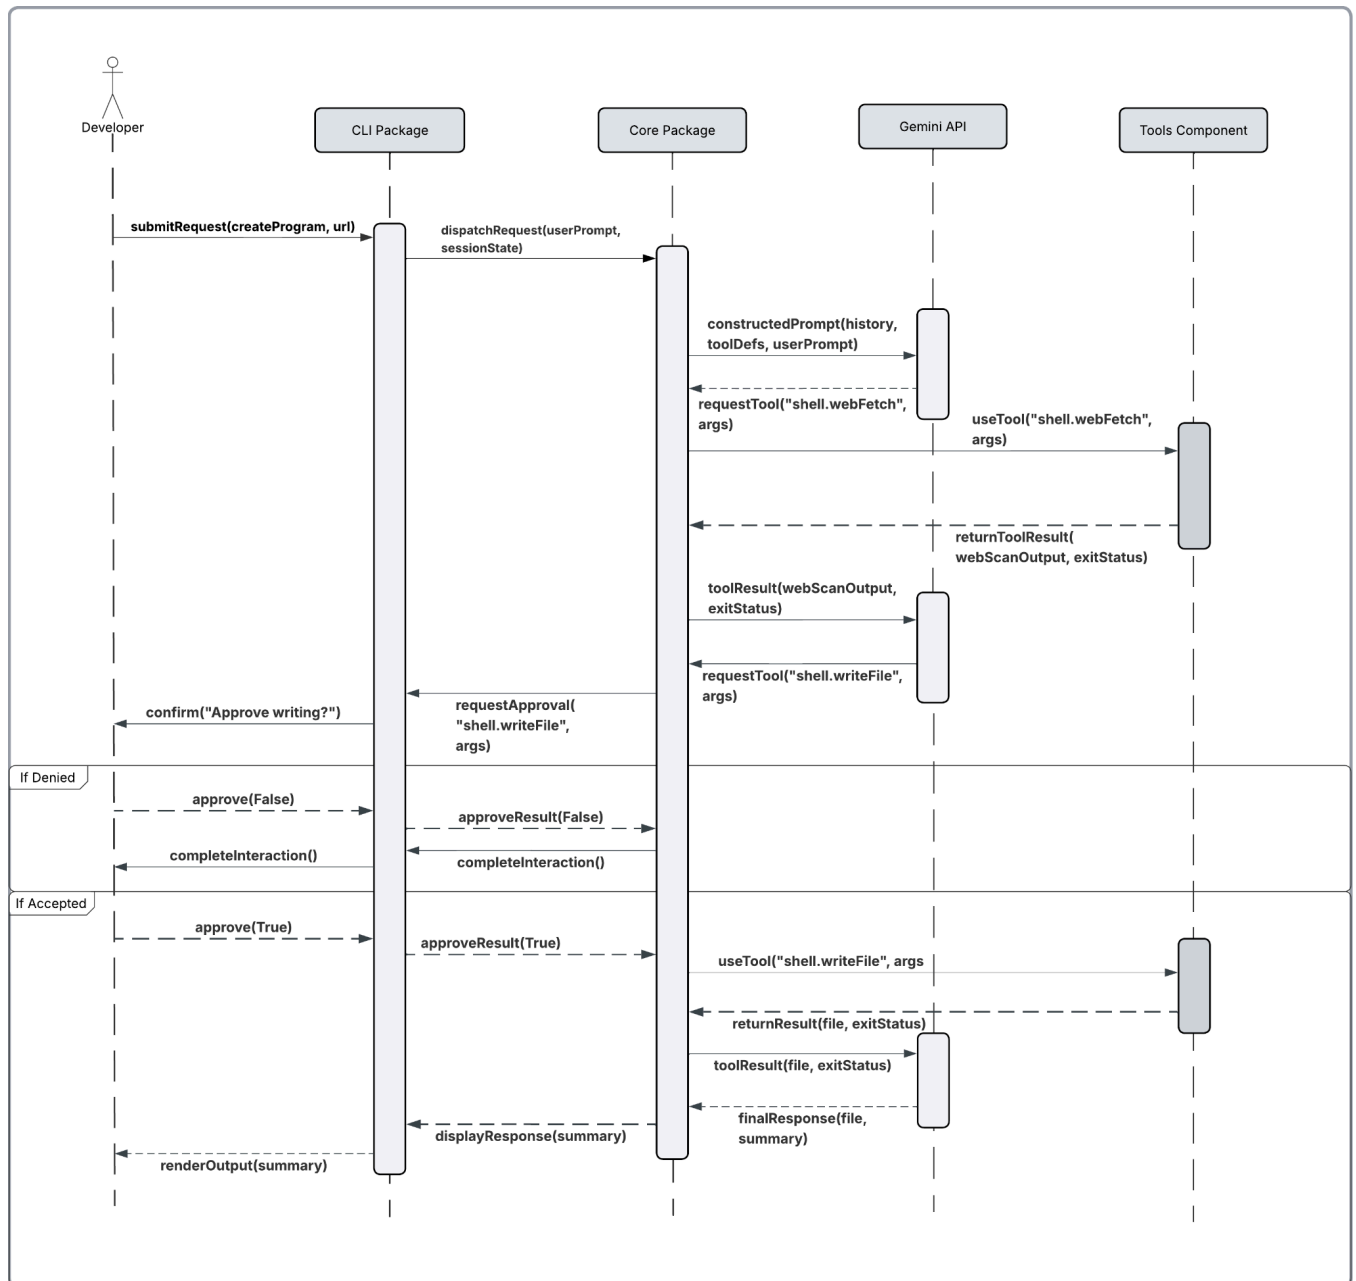 Developer
CLI Package
Core Package
Gemini API
Tools Component
submitRequest(createProgram, url)
dispatchRequest(userPrompt,
sessionState)
constructedPrompt(history,
toolDefs, userPrompt)
requestTool("shell.webFetch",
args)
useTool("shell.webFetch",
args)
returnToolResult(
webScanOutput, exitStatus)
toolResult(webScanOutput,
exitStatus)
requestTool("shell.writeFile",
args)
requestApproval(
"shell.writeFile",
args)
confirm("Approve writing?")
If Denied
approve(False)
approveResult(False)
completeInteraction()
completeInteraction()
If Accepted
approve(True)
approveResult(True)
useTool("shell.writeFile", args
returnResult(file, exitStatus)
toolResult(file, exitStatus)
finalResponse(file,
summary)
displayResponse(summary)
renderOutput(summary)